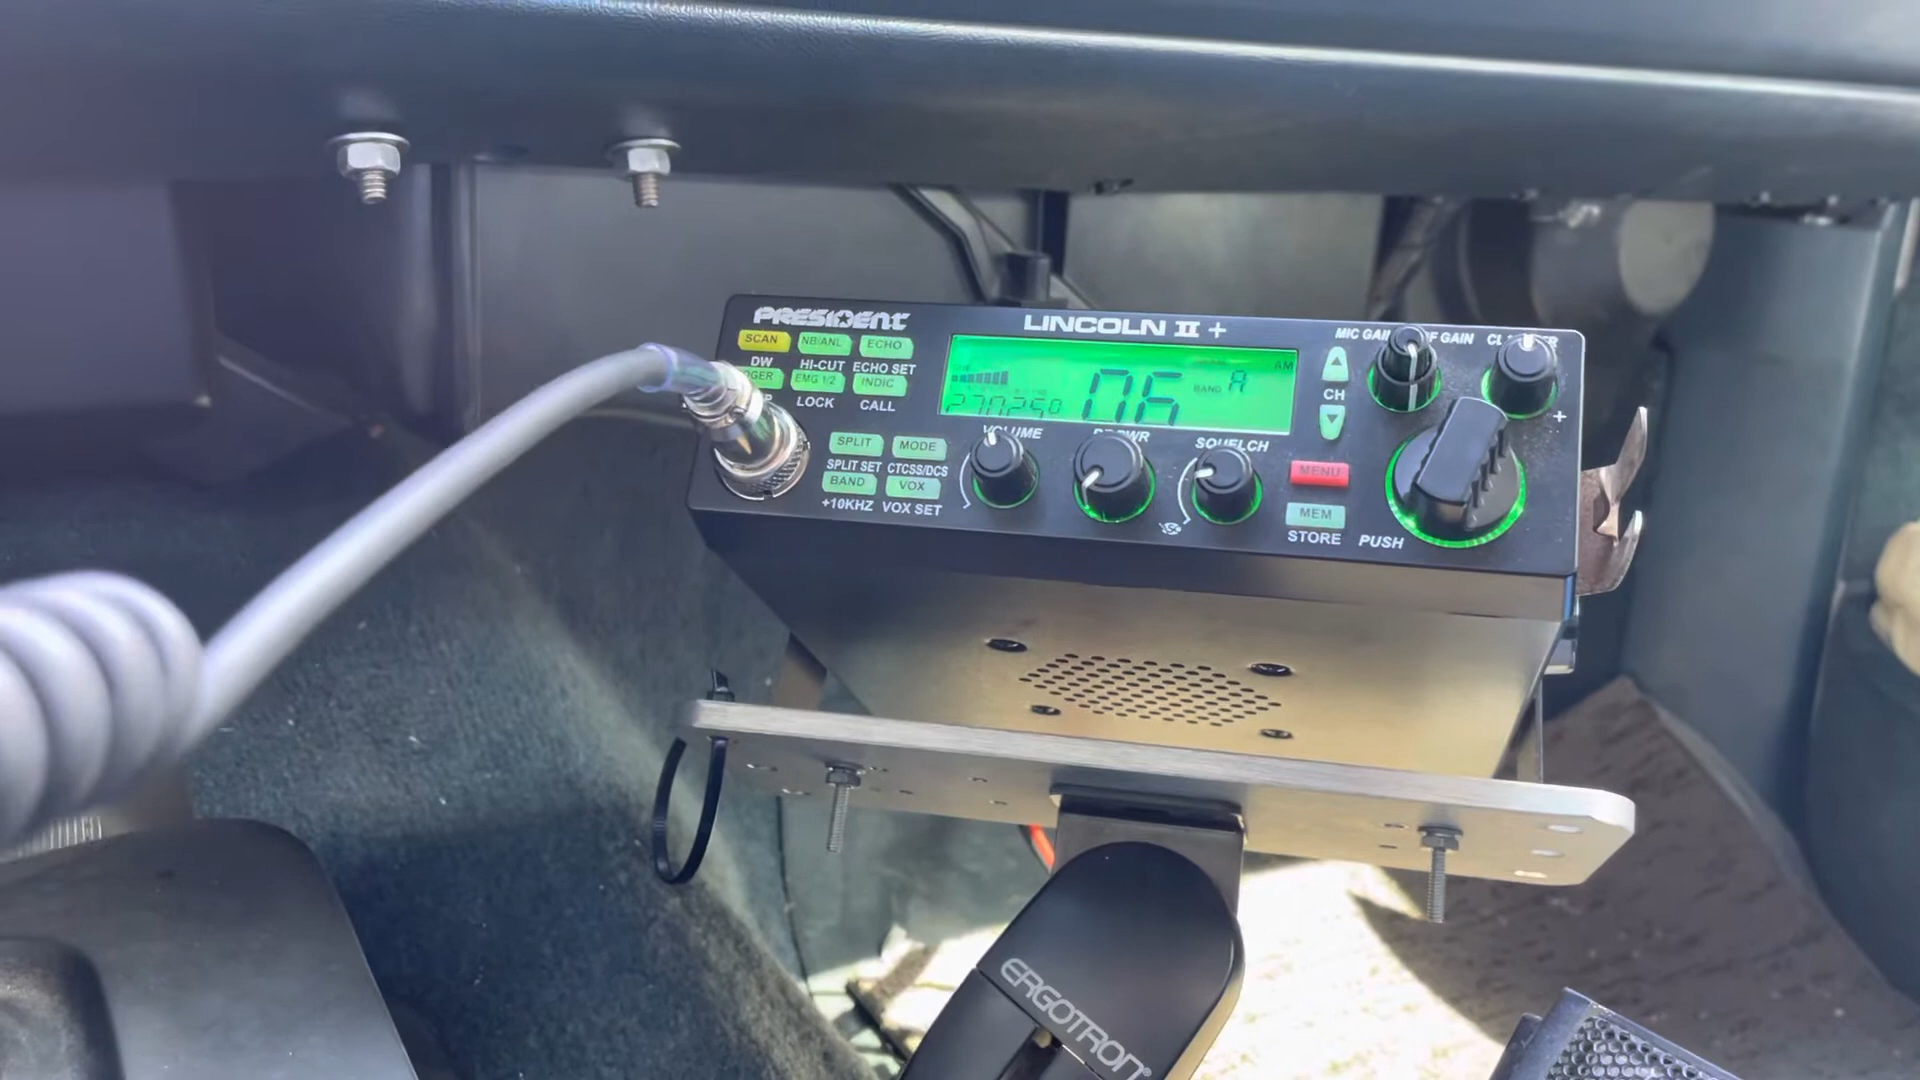 PRESIDENT
LINCOLN II +
MIC GAIN
SCAN
NB/ANL
ECHO
DW
HI-CUT
ECHO SET
EMG 1/2
INDIC
LOCK
CALL
AM
BAND A
270250
06
CH
+
SPLIT
MODE
SPLIT SET
CTCSS/DCS
BAND
VOX
+10KHZ
VOX SET
VOLUME
SQUELCH
MENU
MEM
STORE
PUSH
ERGOTRON®